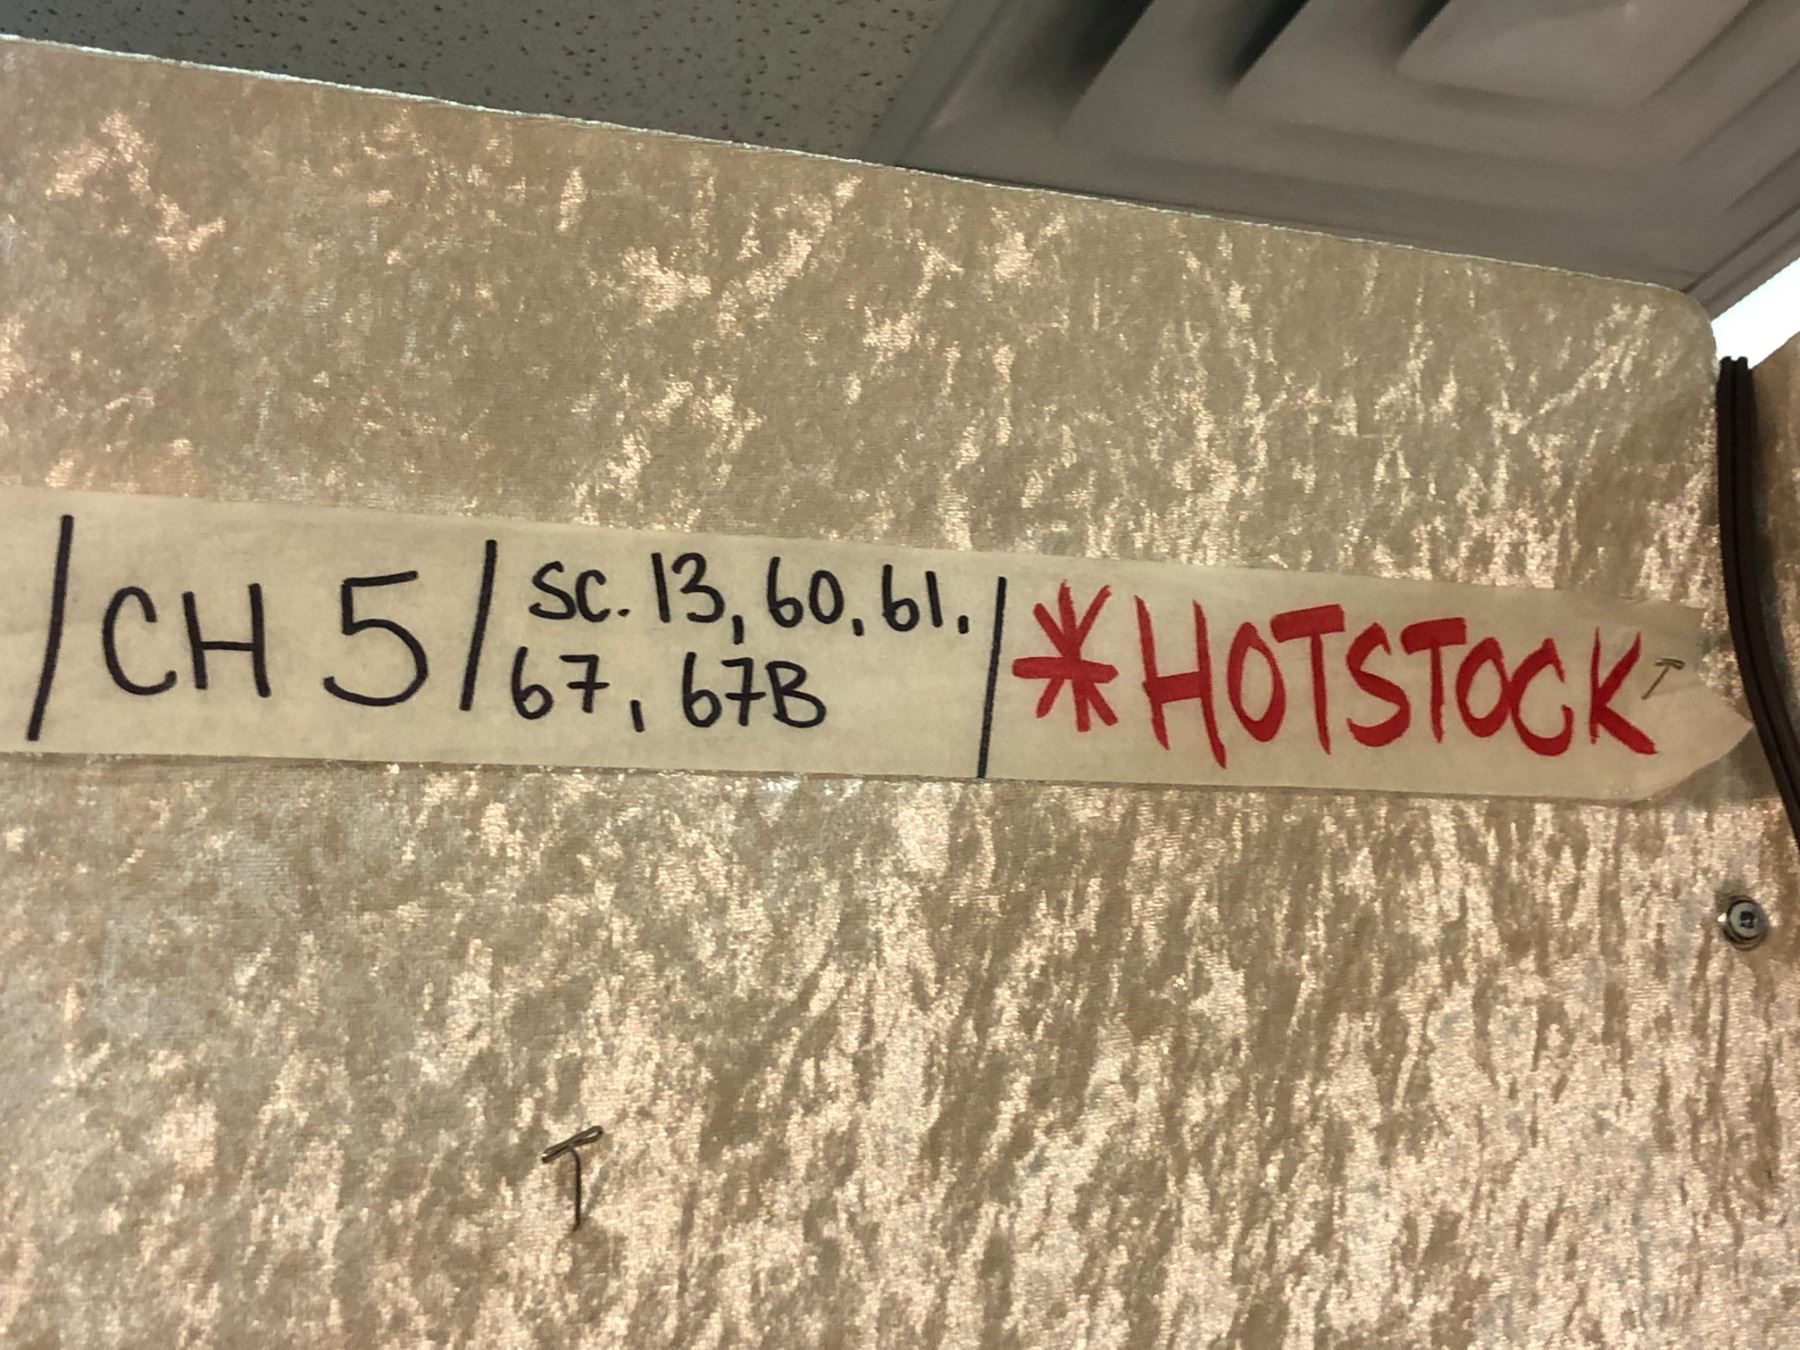 / CH 5 / SC. 13, 60, 61.
67, 67B / * HOTSTOCK